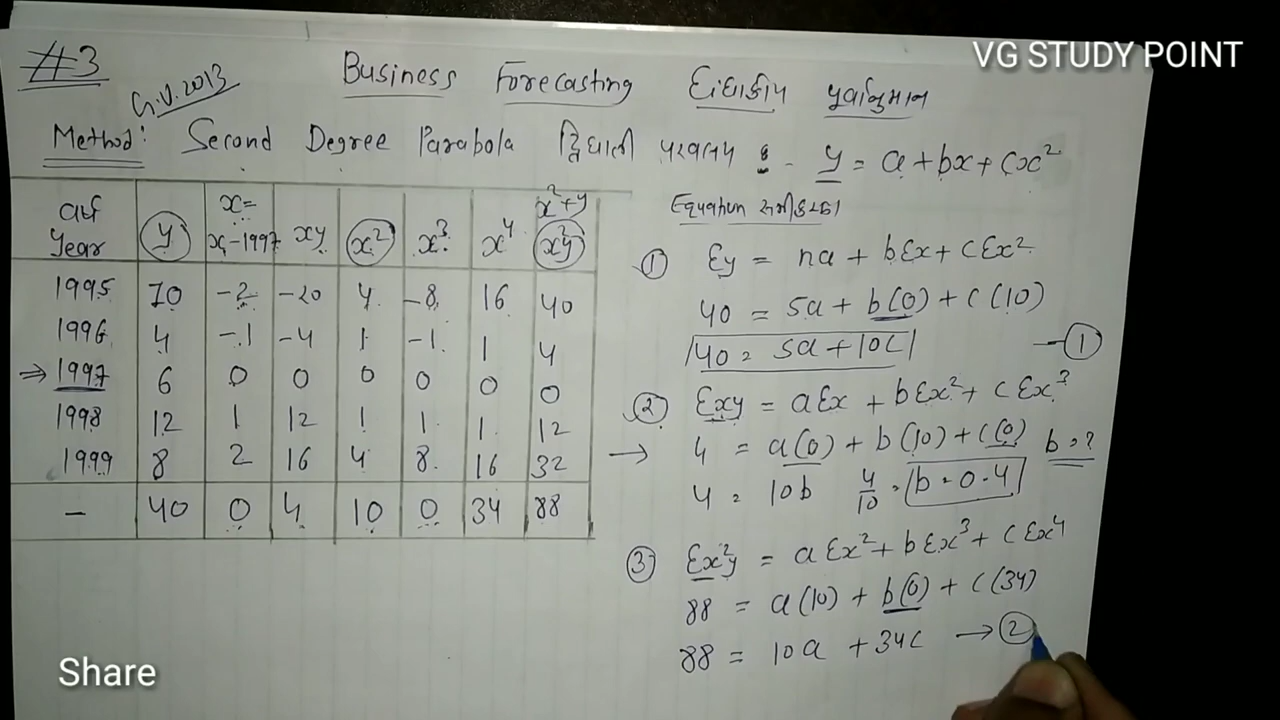 VG STUDY POINT
#3
G.U. 2013
Business Forecasting ધંધાકીય પૂર્વાનુમાન
Method: Second Degree Parabola દ્વિઘાતી પરવલય : - y = a + bx + cx²
વર્ષ Year | y | x = x - 1997 | xy | x² | x³ | x⁴ | x²+y x²y
1995 | 10 | -2 | -20 | 4 | -8 | 16 | 40
1996 | 4 | -1 | -4 | 1 | -1 | 1 | 4
⇒ 1997 | 6 | 0 | 0 | 0 | 0 | 0 | 0
1998 | 12 | 1 | 12 | 1 | 1 | 1 | 12
1999 | 8 | 2 | 16 | 4 | 8 | 16 | 32
- | 40 | 0 | 4 | 10 | 0 | 34 | 88
Equation સમીકરણ
① Σy = na + bΣx + cΣx²
40 = 5a + b(0) + c(10)
40 = 5a + 10c — ①
② Σxy = aΣx + bΣx² + cΣx³
→ 4 = a(0) + b(10) + c(0) b = ?
4 = 10b 4/10 = b = 0.4
③ Σx²y = aΣx² + bΣx³ + cΣx⁴
88 = a(10) + b(0) + c(34)
88 = 10a + 34c → ②
Share